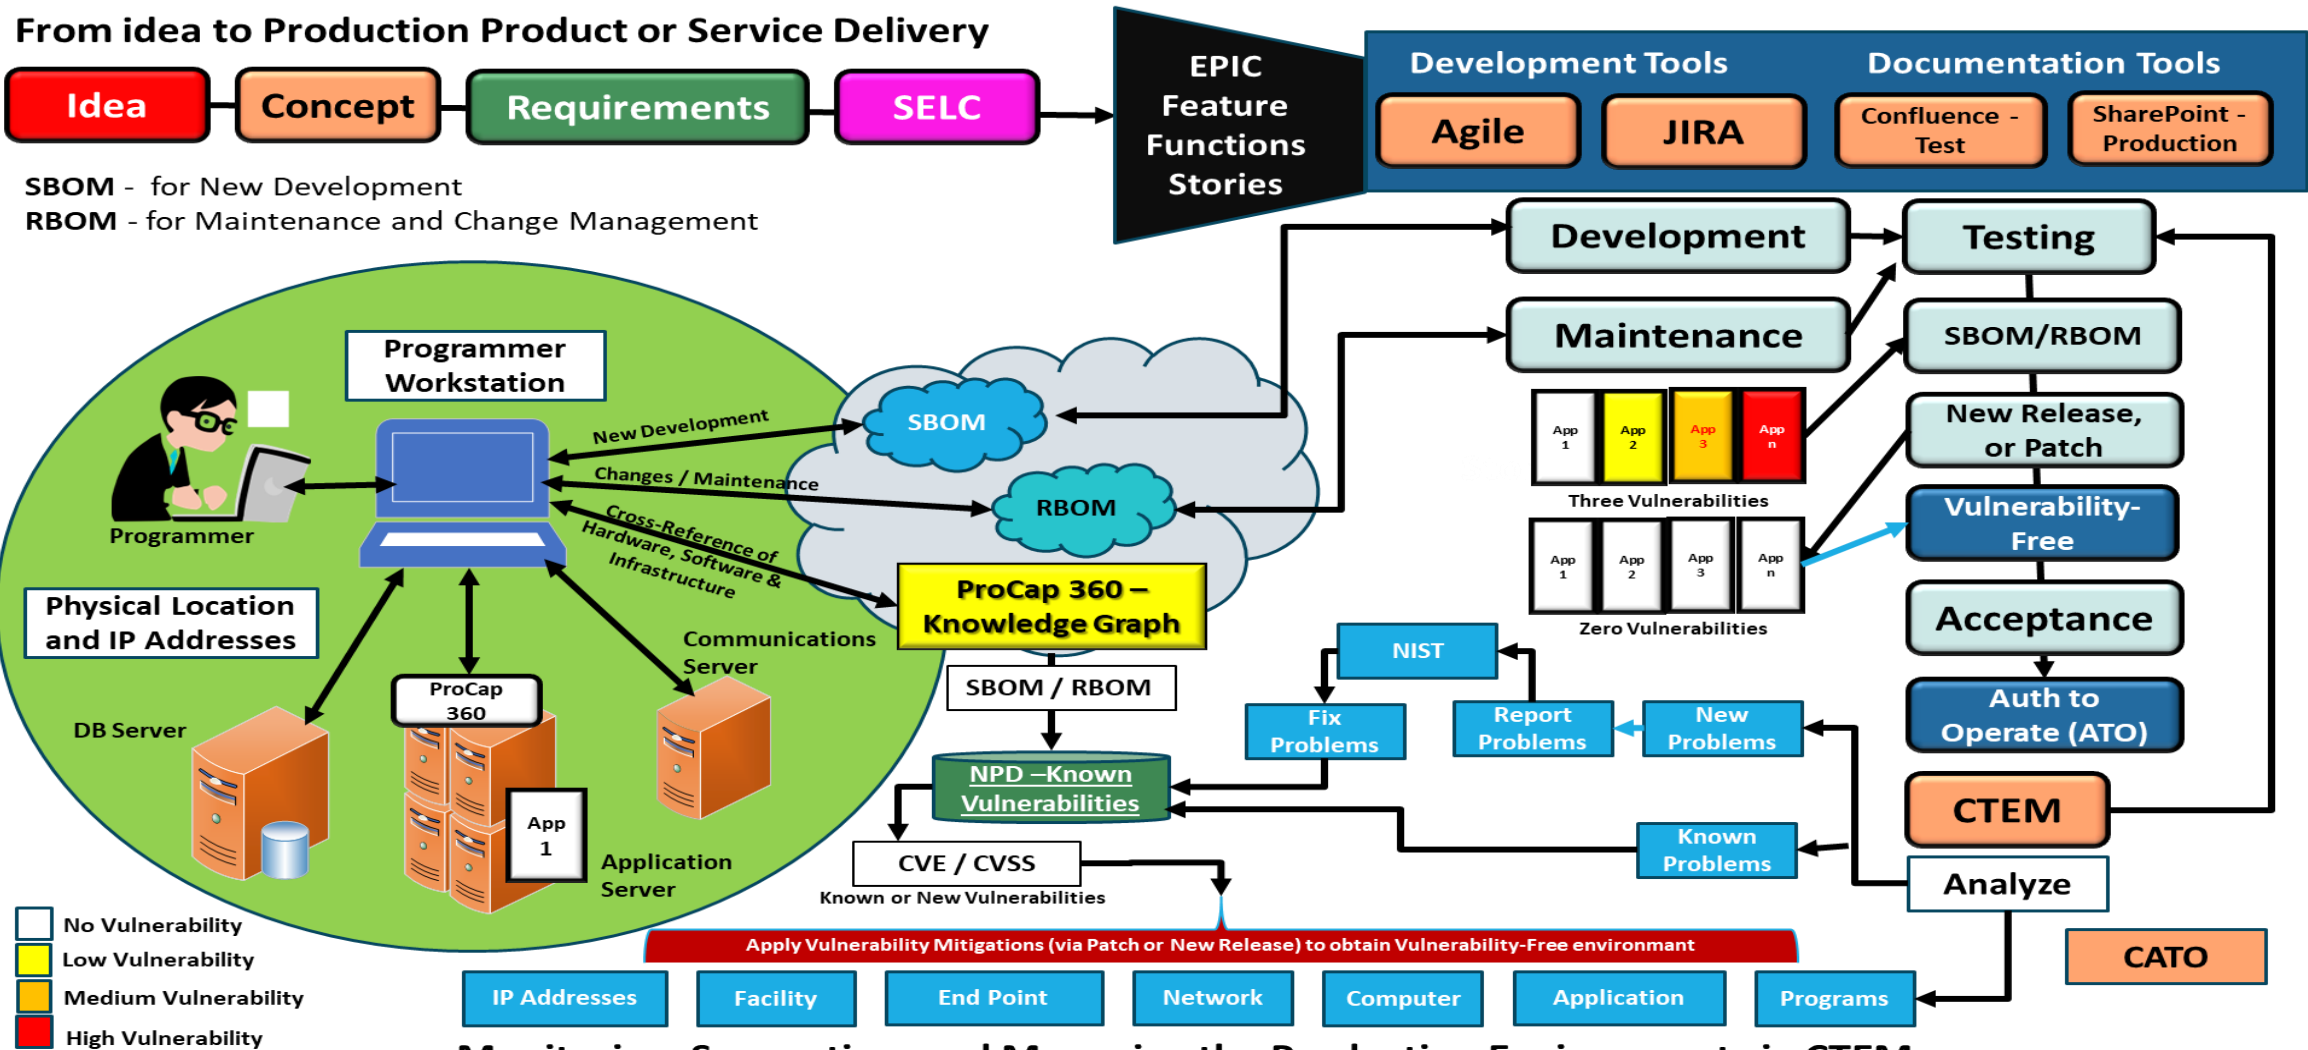 From idea to Production Product or Service Delivery
Idea
Concept
Requirements
SELC
EPIC
Feature
Functions
Stories
Development Tools
Agile
JIRA
Documentation Tools
Confluence -
Test
SharePoint -
Production
SBOM - for New Development
RBOM - for Maintenance and Change Management
Programmer
Workstation
Programmer
Physical Location
and IP Addresses
New Development
Changes / Maintenance
Cross-Reference of
Hardware, Software &
Infrastructure
SBOM
RBOM
ProCap 360 –
Knowledge Graph
Communications
Server
DB Server
ProCap
360
App
1
Application
Server
No Vulnerability
Low Vulnerability
Medium Vulnerability
High Vulnerability
Development
Maintenance
Testing
SBOM/RBOM
New Release,
or Patch
Vulnerability-
Free
Acceptance
Auth to
Operate (ATO)
CTEM
Analyze
CATO
App
1
App
2
App
3
App
n
Three Vulnerabilities
App
1
App
2
App
3
App
n
Zero Vulnerabilities
NIST
Fix
Problems
Report
Problems
New
Problems
Known
Problems
SBOM / RBOM
NPD –Known
Vulnerabilities
CVE / CVSS
Known or New Vulnerabilities
Apply Vulnerability Mitigations (via Patch or New Release) to obtain Vulnerability-Free environmant
IP Addresses
Facility
End Point
Network
Computer
Application
Programs